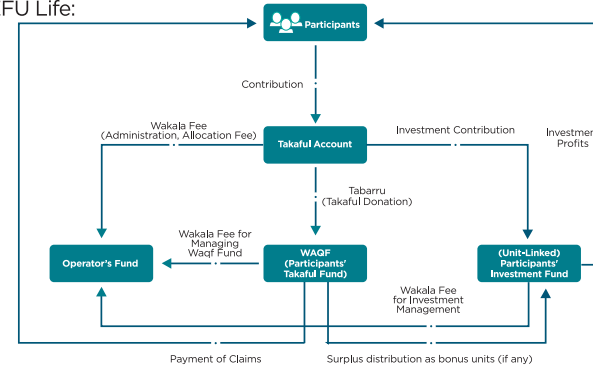 FU Life:
Participants
Contribution
Wakala Fee
(Administration, Allocation Fee)
Investment Contribution
Takaful Account
Investmen
Profits
Tabarru
(Takaful Donation)
Wakala Fee for
Managing
Waqf Fund
Operator's Fund
WAQF
(Participants'
Takaful Fund)
(Unit-Linked)
Participants'
Investment Fund
Wakala Fee
for Investment
Management
Payment of Claims
Surplus distribution as bonus units (if any)